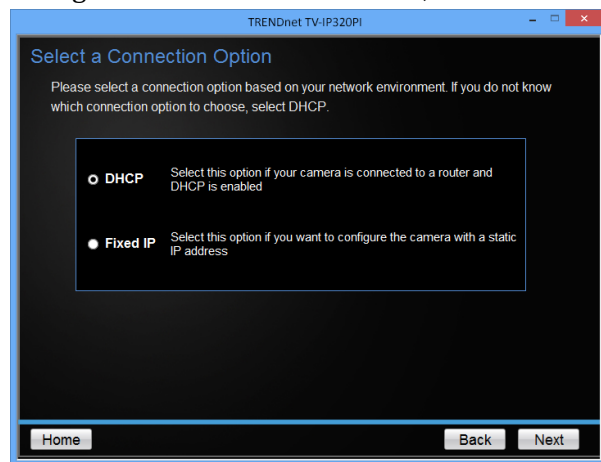 TRENDnet TV-IP320PI
Select a Connection Option
Please select a connection option based on your network environment. If you do not know
which connection option to choose, select DHCP.
DHCP
Select this option if your camera is connected to a router and
DHCP is enabled
Fixed IP
Select this option if you want to configure the camera with a static
IP address
Home
Back
Next